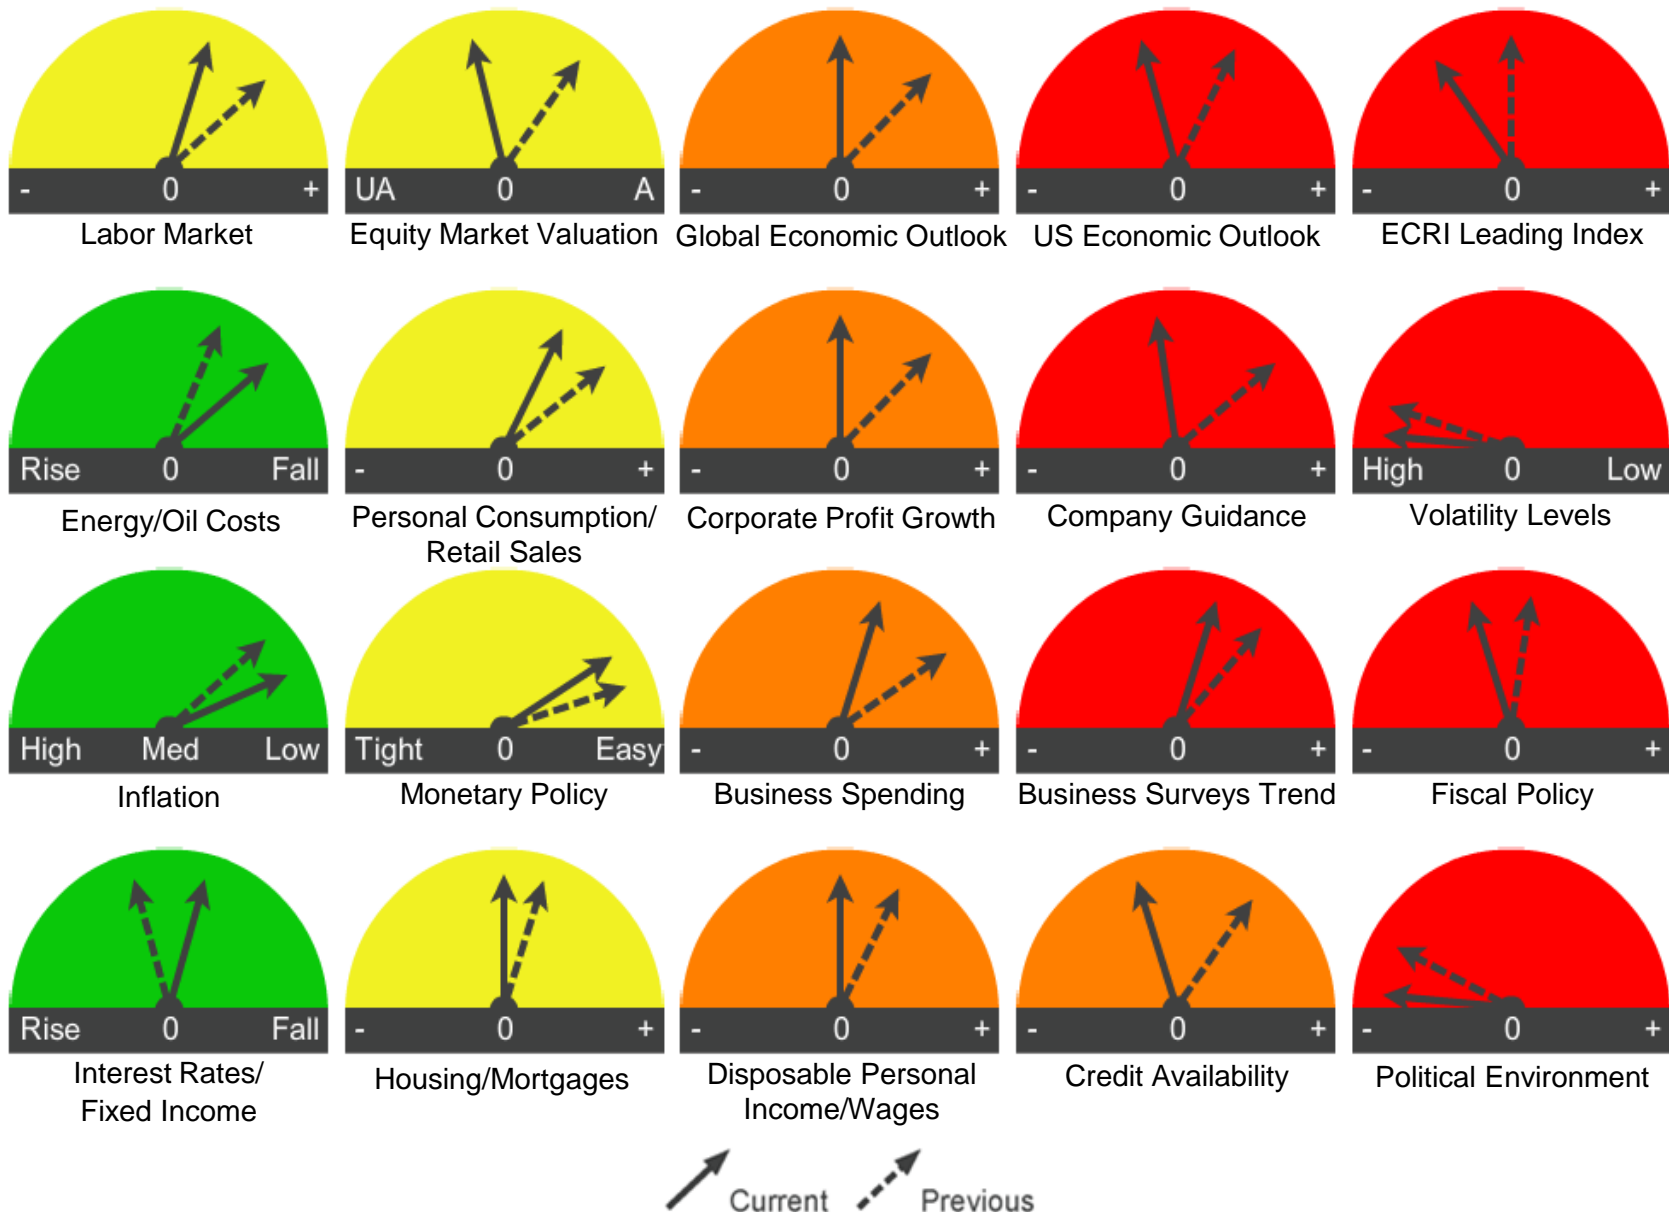 - 0 +
UA 0 A
- 0 +
- 0 +
- 0 +
Labor Market
Equity Market Valuation
Global Economic Outlook
US Economic Outlook
ECRI Leading Index
Rise 0 Fall
- 0 +
- 0 +
- 0 +
High 0 Low
Energy/Oil Costs
Personal Consumption/
Retail Sales
Corporate Profit Growth
Company Guidance
Volatility Levels
High Med Low
Tight 0 Easy
- 0 +
- 0 +
- 0 +
Inflation
Monetary Policy
Business Spending
Business Surveys Trend
Fiscal Policy
Rise 0 Fall
- 0 +
- 0 +
- 0 +
- 0 +
Interest Rates/
Fixed Income
Housing/Mortgages
Disposable Personal
Income/Wages
Credit Availability
Political Environment
Current
Previous